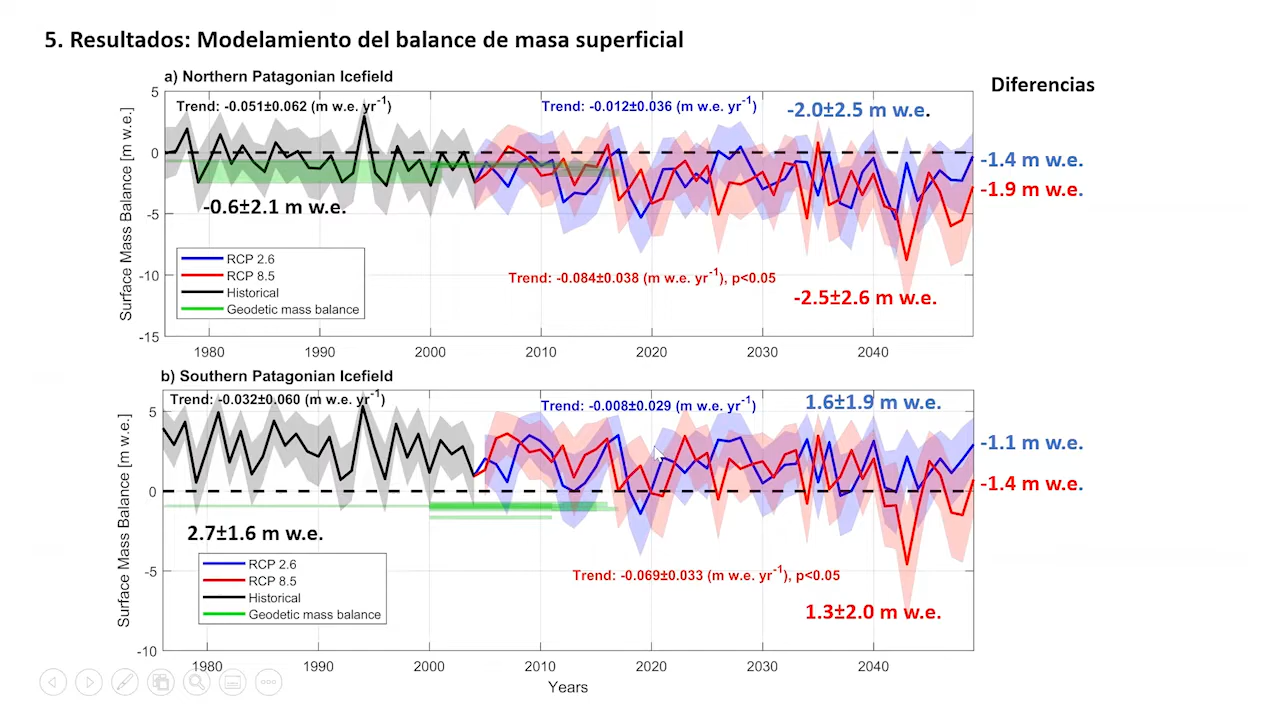 5. Resultados: Modelamiento del balance de masa superficial
a) Northern Patagonian Icefield
Diferencias
Trend: -0.051±0.062 (m w.e. yr-1)
Trend: -0.012±0.036 (m w.e. yr-1)
-2.0±2.5 m w.e.
-1.4 m w.e.
-1.9 m w.e.
-0.6±2.1 m w.e.
RCP 2.6
RCP 8.5
Historical
Geodetic mass balance
Trend: -0.084±0.038 (m w.e. yr-1), p<0.05
-2.5±2.6 m w.e.
Surface Mass Balance [m w.e.]
5
0
-5
-10
-15
1980 1990 2000 2010 2020 2030 2040
b) Southern Patagonian Icefield
Trend: -0.032±0.060 (m w.e. yr-1)
Trend: -0.008±0.029 (m w.e. yr-1)
1.6±1.9 m w.e.
-1.1 m w.e.
-1.4 m w.e.
2.7±1.6 m w.e.
RCP 2.6
RCP 8.5
Historical
Geodetic mass balance
Trend: -0.069±0.033 (m w.e. yr-1), p<0.05
1.3±2.0 m w.e.
Surface Mass Balance [m w.e.]
5
0
-5
-10
1980 1990 2000 2010 2020 2030 2040
Years